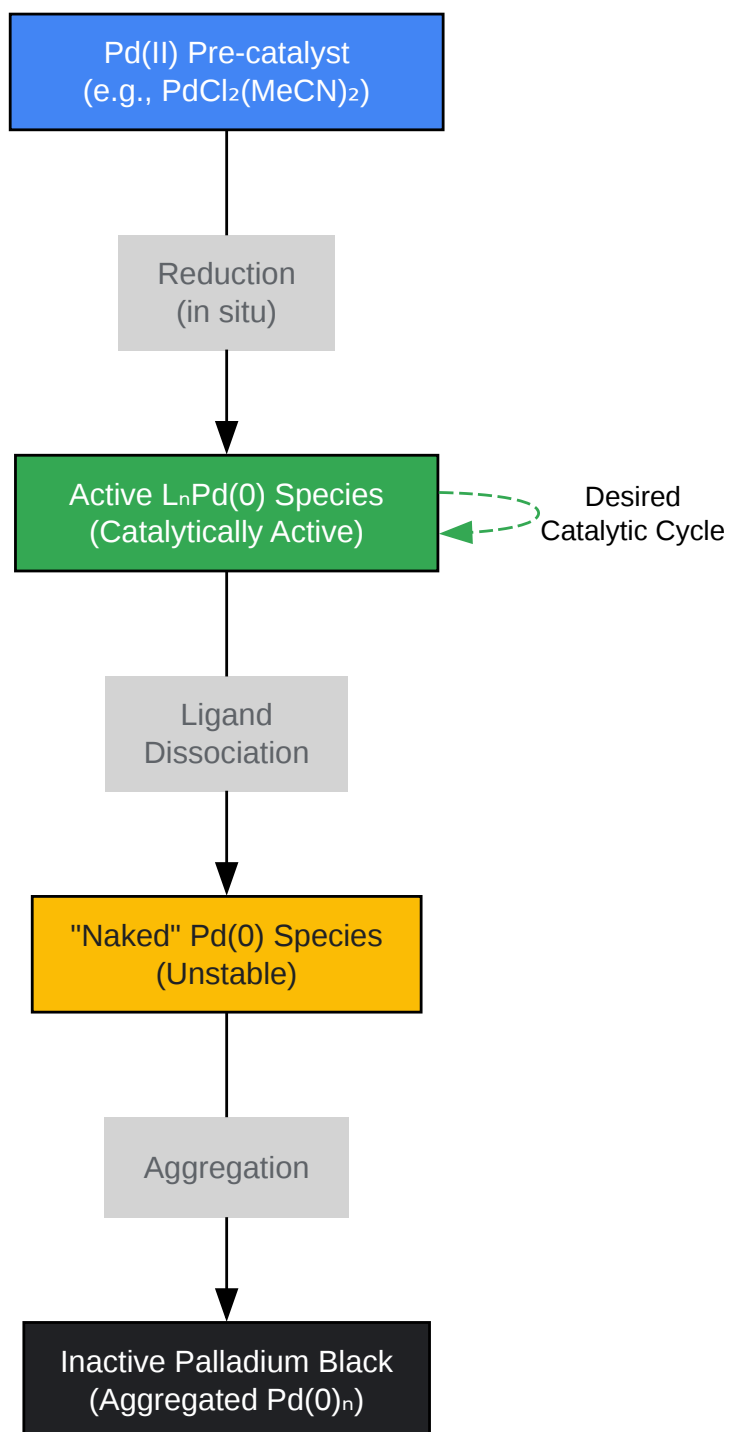 Pd(II) Pre-catalyst
(e.g., PdCl₂(MeCN)₂)
Reduction
(in situ)
Active LₙPd(0) Species
(Catalytically Active)
Desired
Catalytic Cycle
Ligand
Dissociation
"Naked" Pd(0) Species
(Unstable)
Aggregation
Inactive Palladium Black
(Aggregated Pd(0)ₙ)